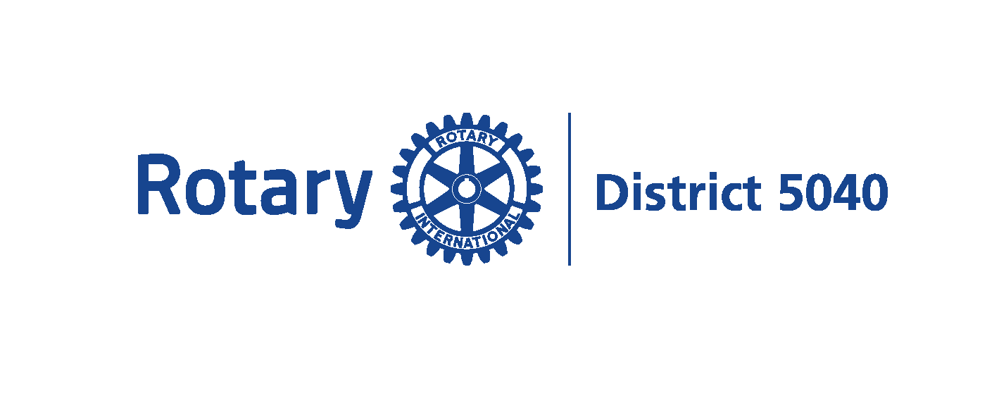 Rotary
ROTARY
INTERNATIONAL
District 5040